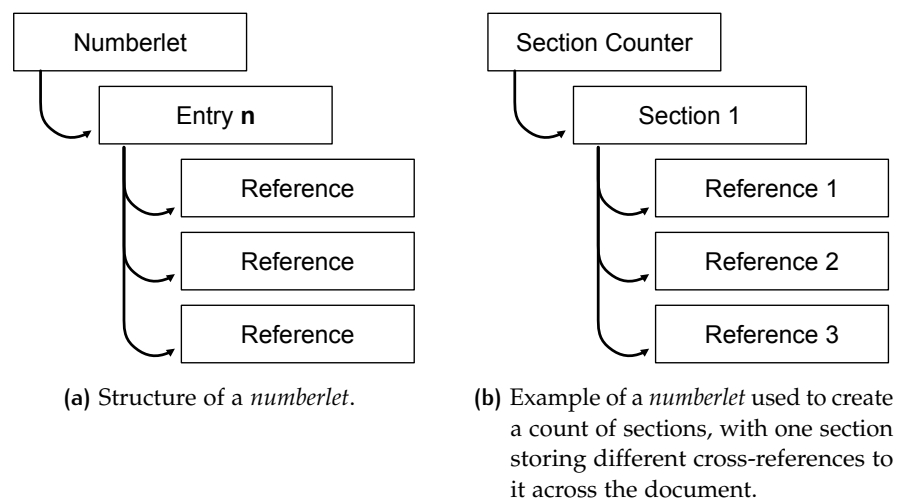 Numberlet
Entry n
Reference
Reference
Reference
(a) Structure of a numberlet.
Section Counter
Section 1
Reference 1
Reference 2
Reference 3
(b) Example of a numberlet used to create
a count of sections, with one section
storing different cross-references to
it across the document.